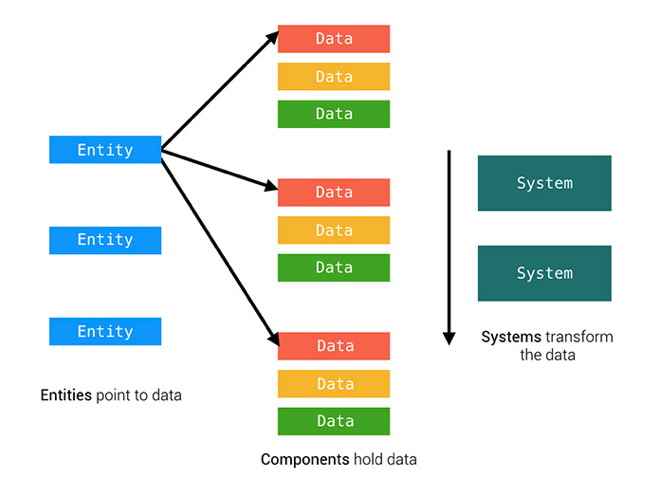 Entity
Entity
Entity
Entities point to data
Data
Data
Data
Data
Data
Data
Data
Data
Data
Components hold data
System
System
Systems transform
the data